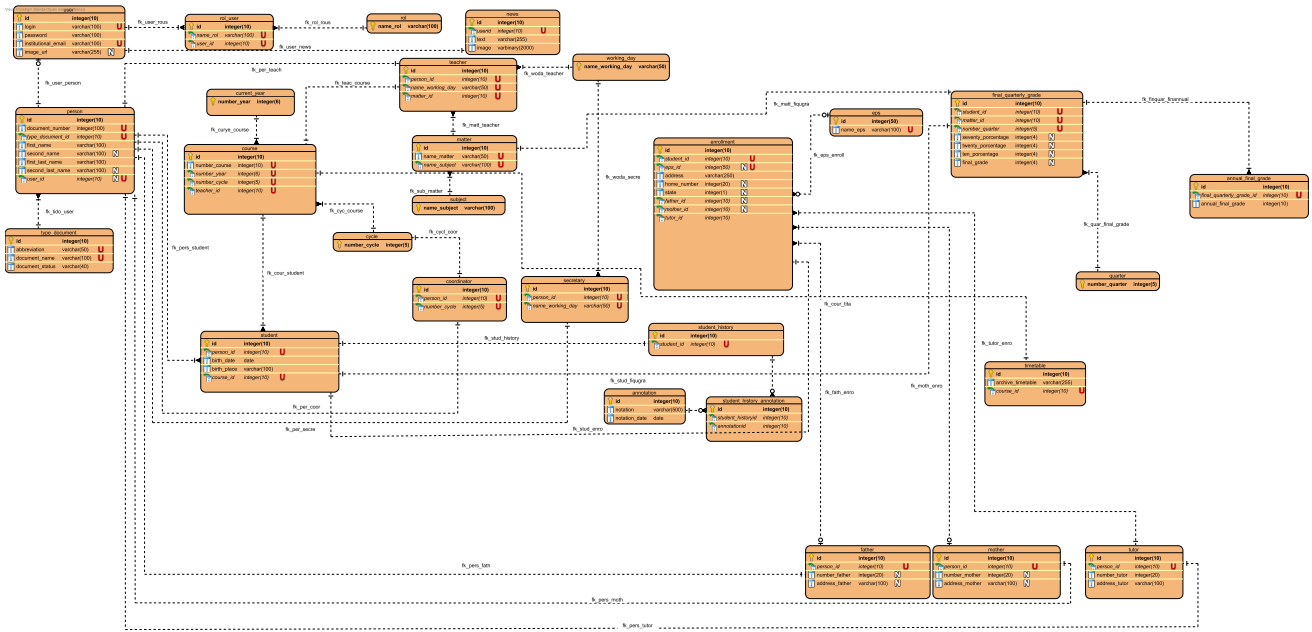 user
id integer(10)
login varchar(100) U
password varchar(100)
institutional_email varchar(100) U
image_url varchar(255) N
fk_user_rous
rol_user
id integer(10)
name_rol varchar(100) U
user_id integer(10) U
fk_rol_rous
rol
name_rol varchar(100)
fk_user_news
news
id integer(10)
userid integer(10) U
text varchar(255)
image varbinary(2000)
fk_user_person
fk_per_teach
fk_teac_course
teacher
id integer(10)
person_id integer(10) U
name_working_day varchar(50) U
matter_id integer(10) U
fk_woda_teacher
working_day
name_working_day varchar(50)
current_year
number_year integer(6)
fk_curye_course
fk_matt_teacher
fk_matt_fiqugra
person
id integer(10)
document_number integer(100) U
type_document_id integer(10) U
first_name varchar(100)
second_name varchar(100) N
first_last_name varchar(100)
second_last_name varchar(100) N
user_id integer(10) N U
course
id integer(10)
number_course integer(10) U
number_year integer(6) U
number_cycle integer(5) U
teacher_id integer(10) U
matter
id integer(10)
name_matter varchar(50) U
name_subject varchar(100) U
fk_sub_matter
subject
name_subject varchar(100)
fk_woda_secre
enrollment
id integer(10)
student_id integer(10) U
eps_id integer(50) N U
address varchar(250)
home_number integer(20) N
state integer(1) N
father_id integer(10) N
mother_id integer(10) N
tutor_id integer(10)
fk_eps_enroll
eps
id integer(50)
name_eps varchar(100) U
final_quarterly_grade
id integer(10)
student_id integer(10) U
matter_id integer(10) U
number_quarter integer(5) U
seventy_porcentage integer(4) N
twenty_porcentage integer(4) N
ten_porcentage integer(4) N
final_grade integer(4) N
fk_finquar_finannual
annual_final_grade
id integer(10)
final_quarterly_grade_id integer(10) U
annual_final_grade integer(10)
fk_quar_final_grade
quarter
number_quarter integer(5)
fk_tido_user
type_document
id integer(10)
abbreviation varchar(50) U
document_name varchar(100) U
document_status varchar(40)
fk_pers_student
fk_cyc_course
cycle
number_cycle integer(5)
fk_cycl_coor
fk_cour_student
coordinator
id integer(10)
person_id integer(10) U
number_cycle integer(5) U
secretary
id integer(10)
person_id integer(10) U
name_working_day varchar(50) U
fk_cour_tita
student
id integer(10)
person_id integer(10) U
birth_date date
birth_place varchar(100)
course_id integer(10) U
fk_stud_history
student_history
id integer(10)
student_id integer(10) U
fk_tutor_enro
timetable
id integer(10)
archive_timetable varchar(255)
course_id integer(10) U
fk_stud_fiqugra
fk_fath_enro
fk_moth_enro
annotation
id integer(10)
notation varchar(500)
notation_date date
student_history_annotation
id integer(10)
student_historyid integer(10)
annotationid integer(10)
fk_per_coor
fk_per_secre
fk_stud_enro
father
id integer(10)
person_id integer(10) U
number_father integer(20) N
address_father varchar(100) N
mother
id integer(10)
person_id integer(10) U
number_mother integer(20) N
address_mother varchar(100) N
tutor
id integer(10)
person_id integer(10) U
number_tutor integer(20)
address_tutor varchar(100)
fk_pers_fath
fk_pers_moth
fk_pers_tutor